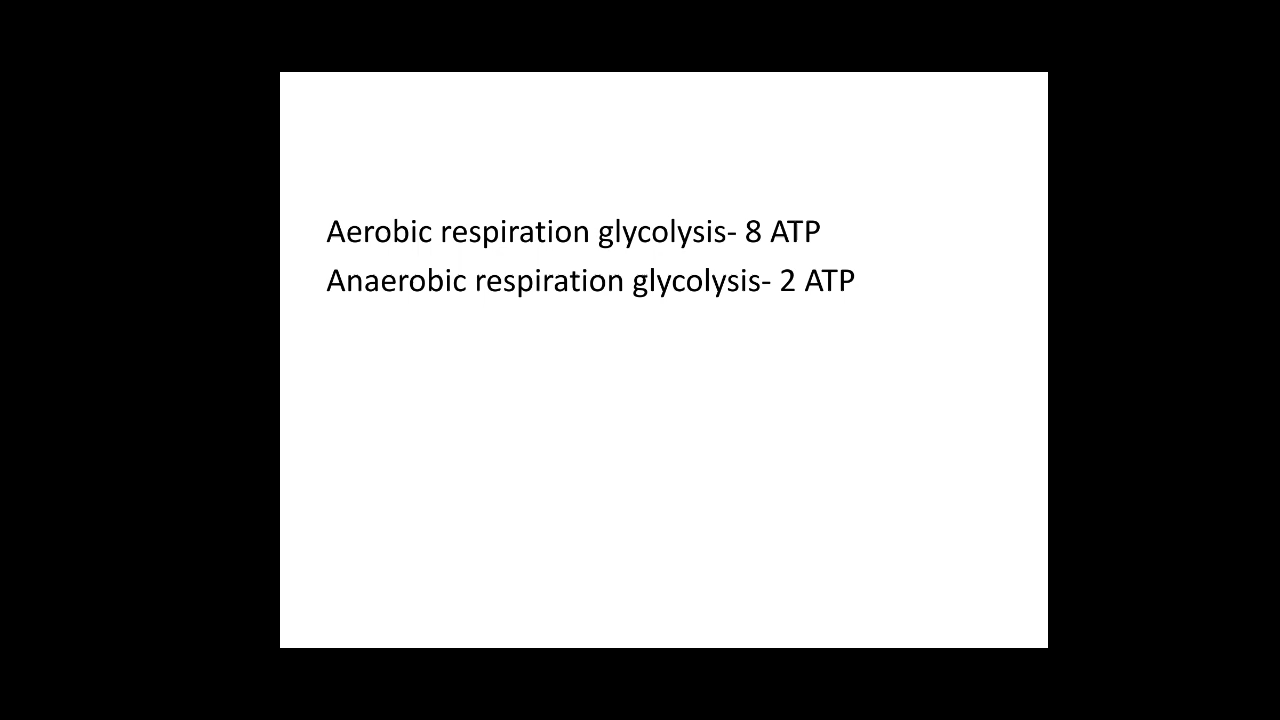 Aerobic respiration glycolysis- 8 ATP
Anaerobic respiration glycolysis- 2 ATP